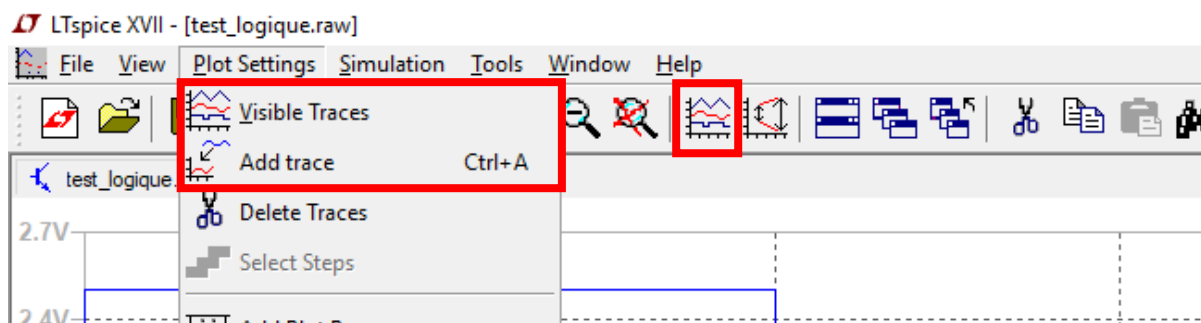 LTspice XVII - [test_logique.raw]
File View Plot Settings Simulation Tools Window Help
Visible Traces
Add trace Ctrl+A
test_logique.
Delete Traces
2.7V
Select Steps
2.4V